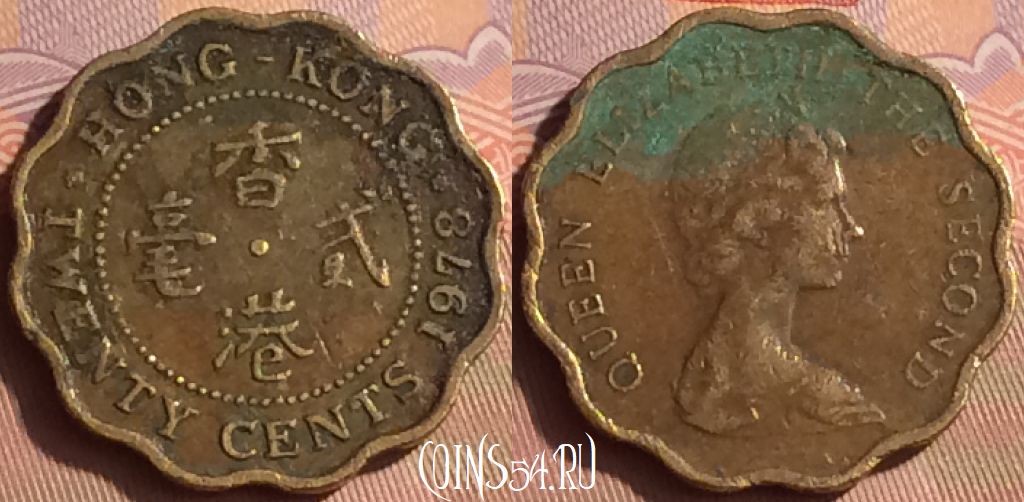 HONG-KONG
香港
貳毫
TWENTY CENTS 1978
QUEEN ELIZABETH THE SECOND
COINS54.RU